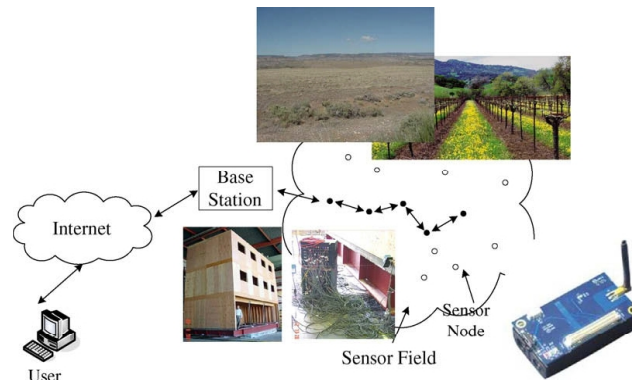 Base
Station
Internet
Sensor
Node
Sensor Field
User